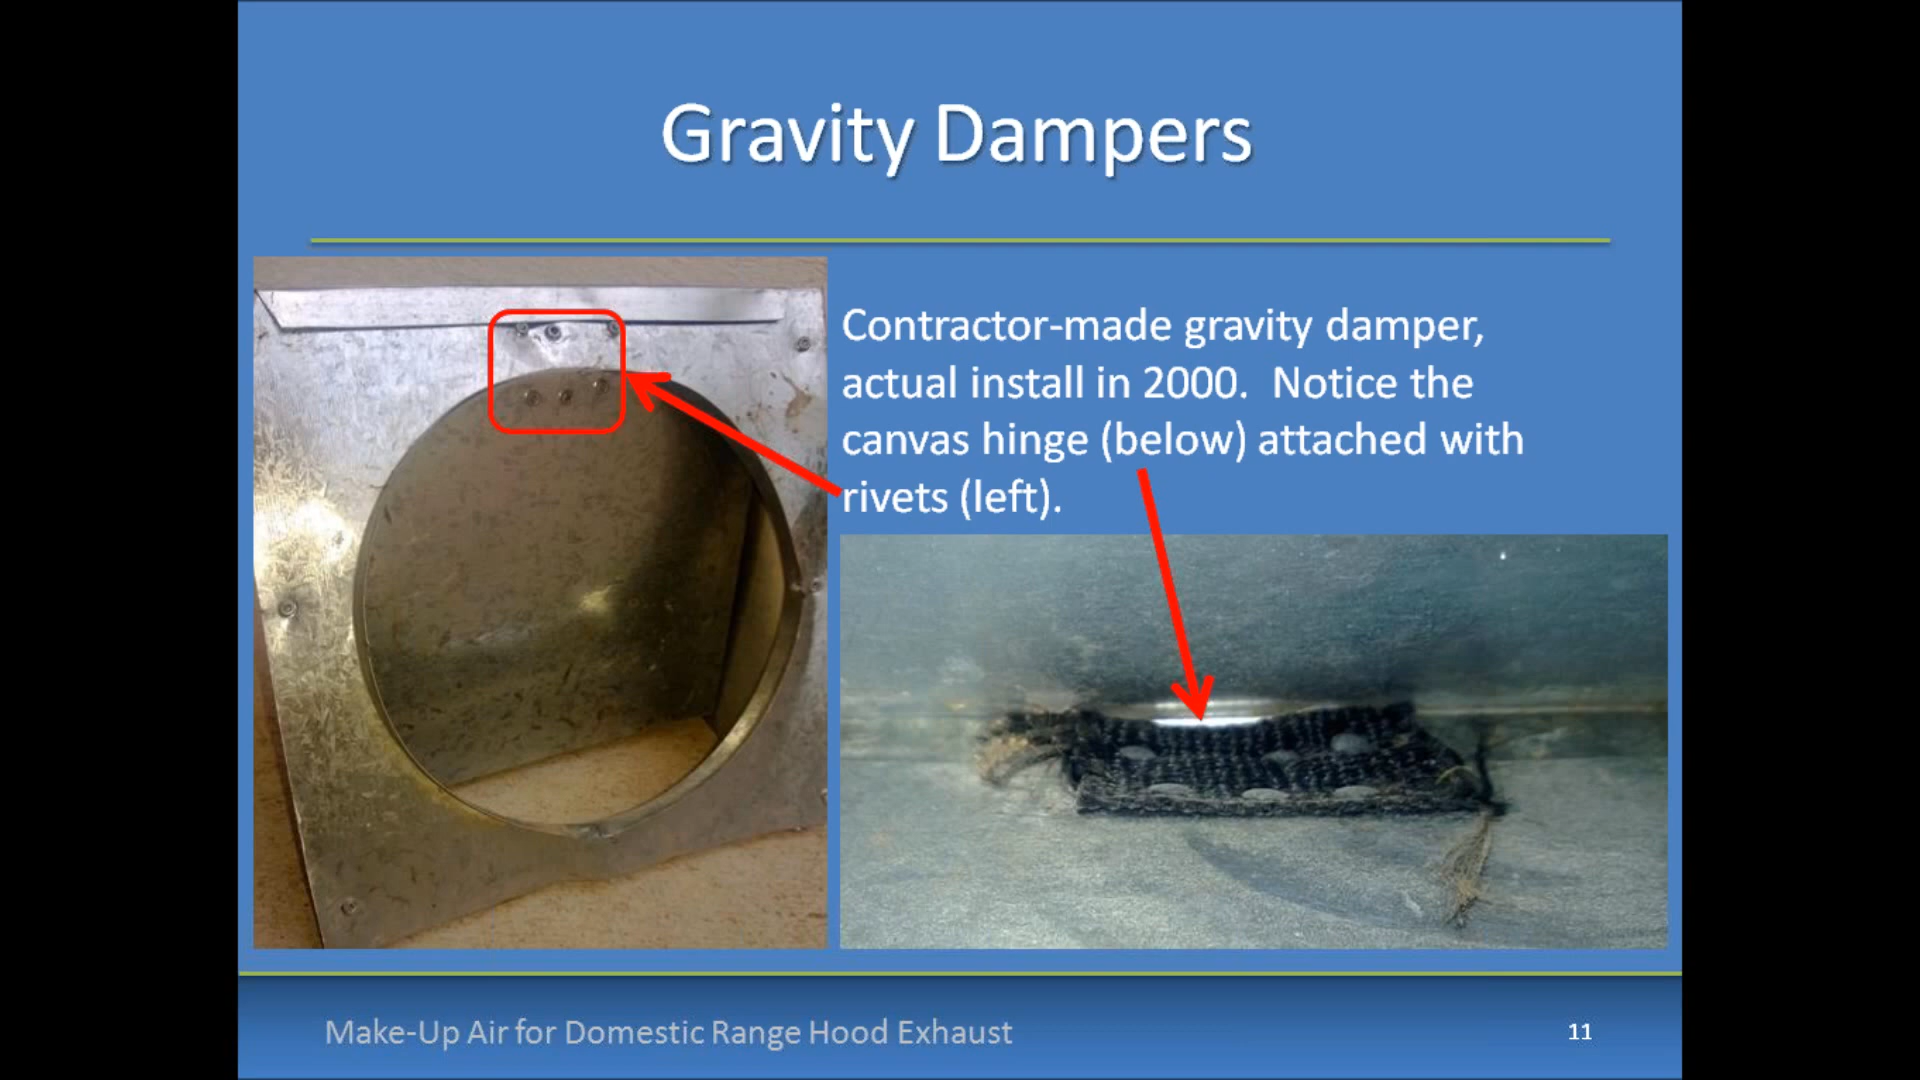 Gravity Dampers
Contractor-made gravity damper,
actual install in 2000.  Notice the
canvas hinge (below) attached with
rivets (left).
Make-Up Air for Domestic Range Hood Exhaust
11